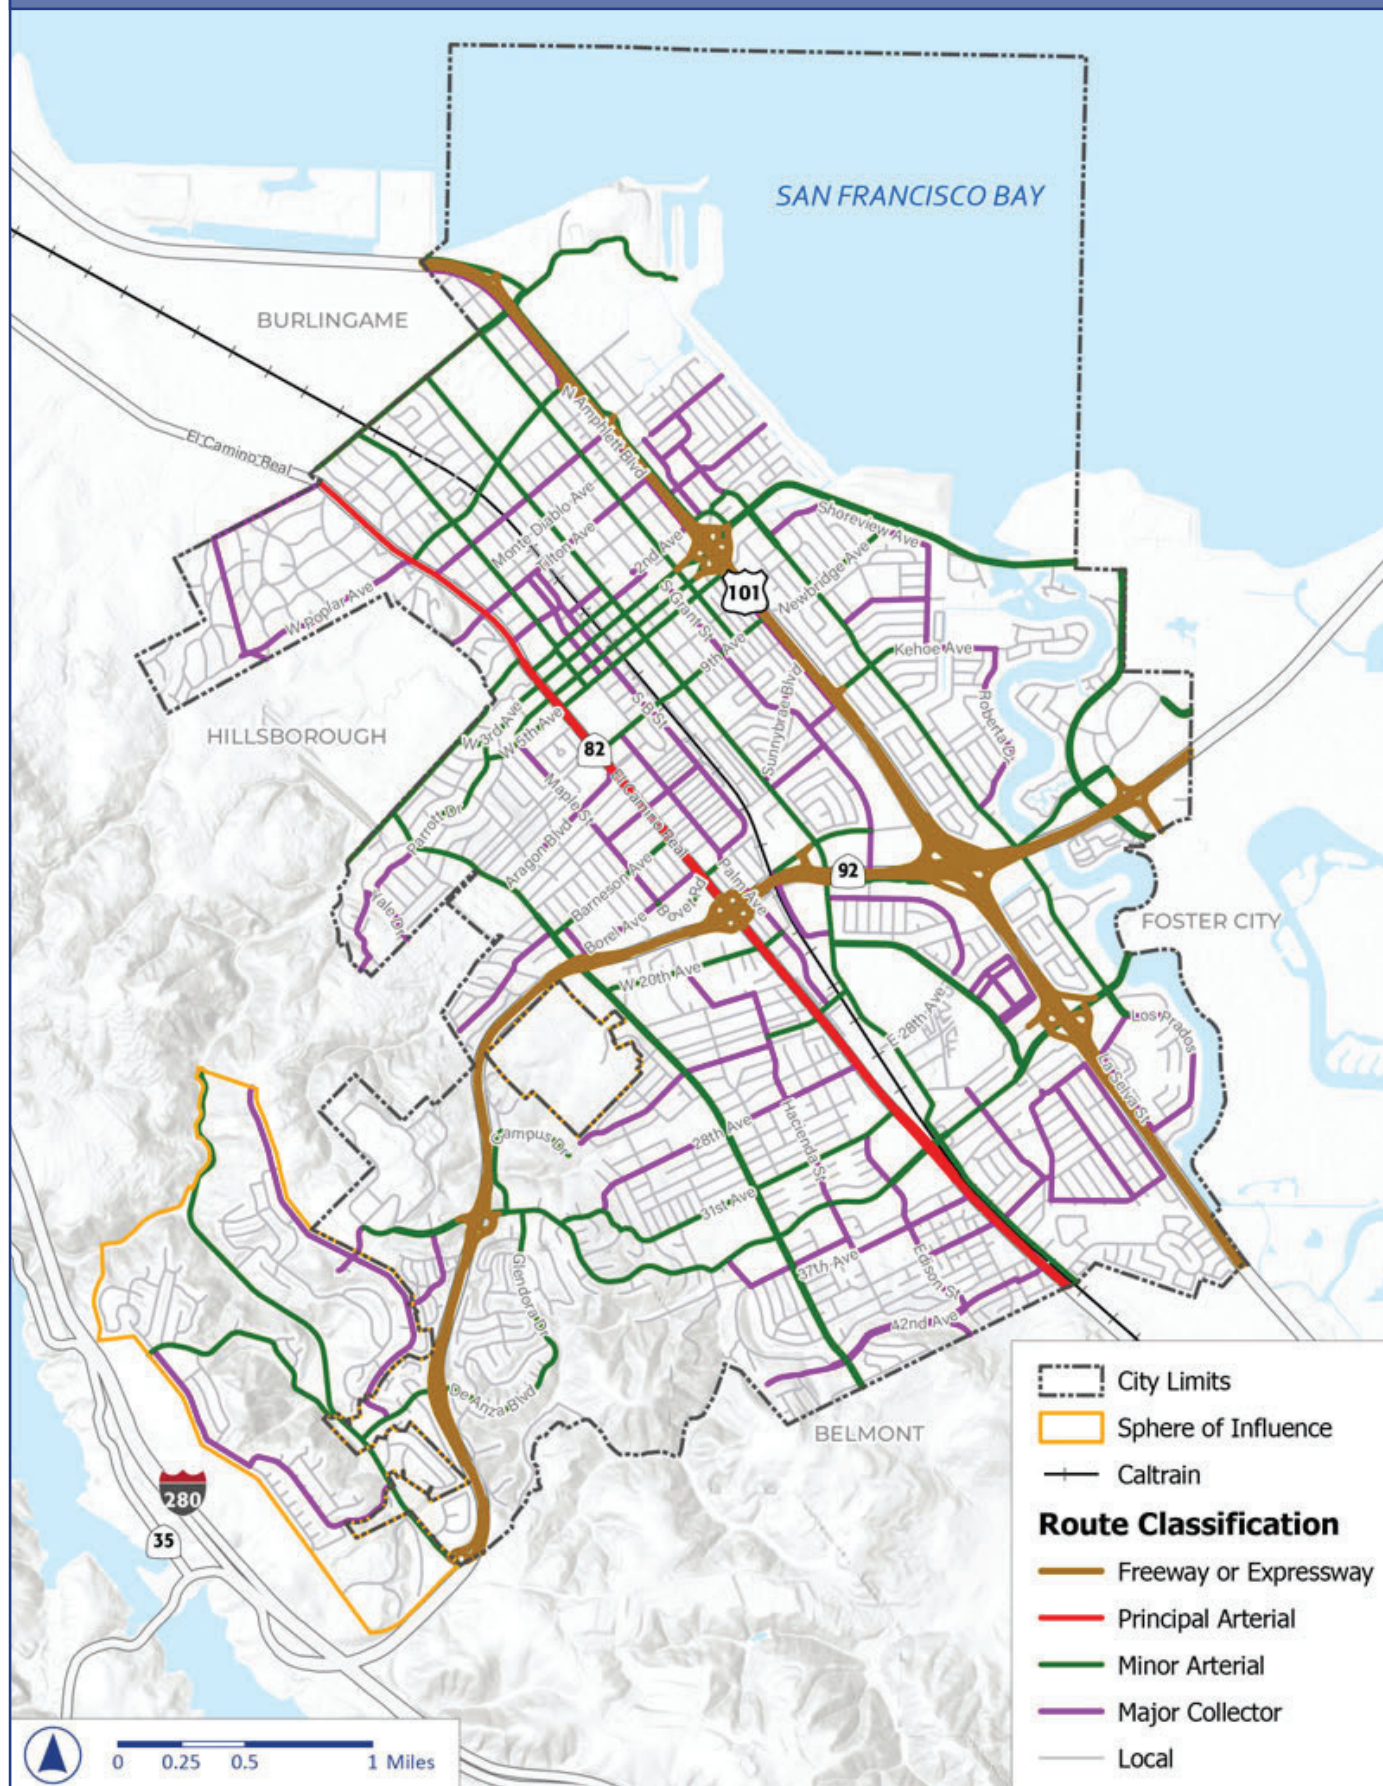 SAN FRANCISCO BAY
BURLINGAME
El Camino Real
N Amphlett Blvd
Monte Diablo Ave
Tilton Ave
2nd Ave
Shoreview Ave
Newbridge Ave
101
S Grant St
W Poplar Ave
9th Ave
Kehoe Ave
Roberta Dr
Sunnybrae Blvd
S B St
HILLSBOROUGH
W 3rd Ave
W 5th Ave
82
El Camino Real
Maple St
Parrott Dr
Aragon Blvd
Yale Dr
Barneson Ave
Bovet Rd
Palm Ave
92
Borel Ave
FOSTER CITY
W 20th Ave
E 28th Ave
Los Prados
La Selva St
Campus Dr
28th Ave
Hacienda St
31st Ave
Glendora Dr
37th Ave
Edison St
42nd Ave
De Anza Blvd
BELMONT
280
35
City Limits
Sphere of Influence
Caltrain
Route Classification
Freeway or Expressway
Principal Arterial
Minor Arterial
Major Collector
Local
0 0.25 0.5 1 Miles